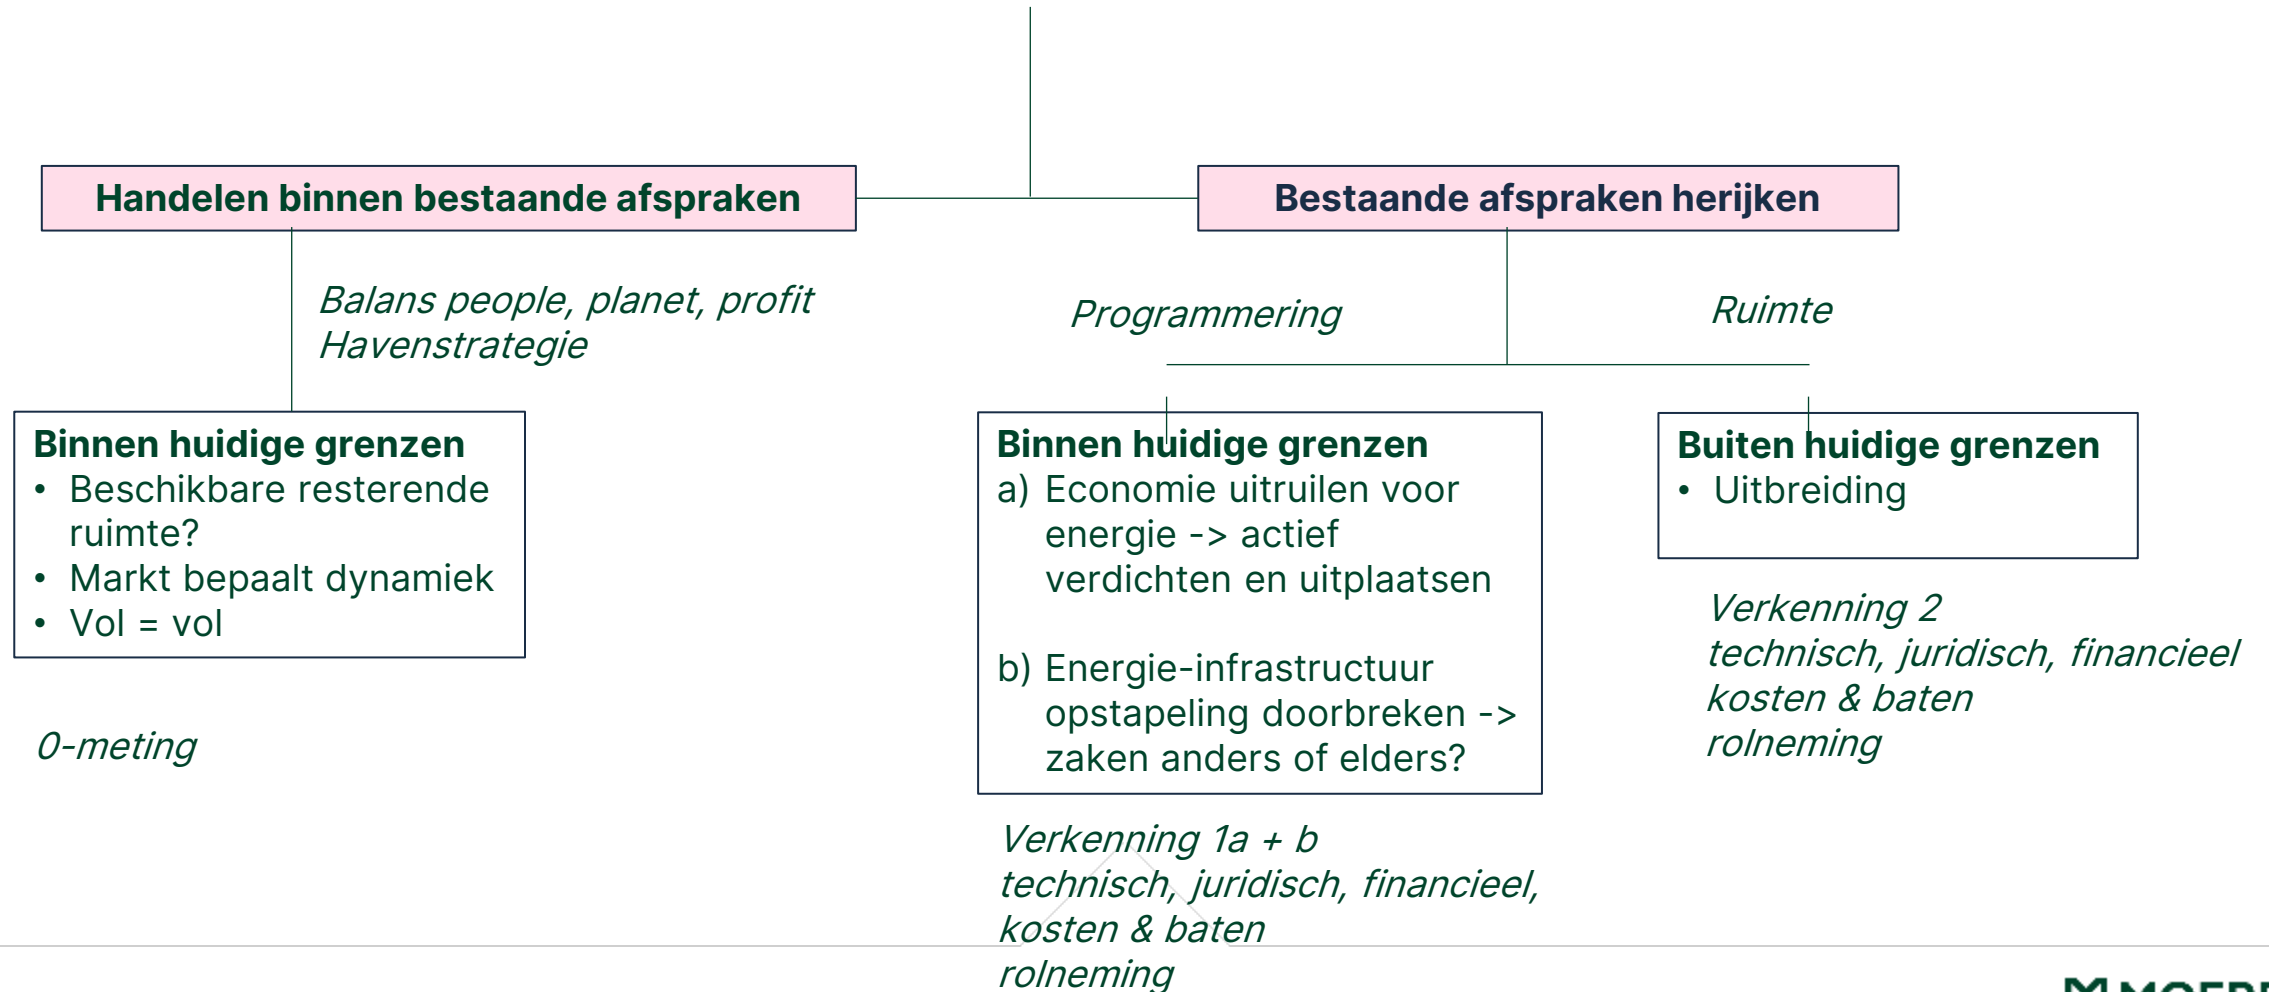 Handelen binnen bestaande afspraken
Bestaande afspraken herijken
Balans people, planet, profit
Havenstrategie
Programmering
Ruimte
Binnen huidige grenzen
• Beschikbare resterende
ruimte?
• Markt bepaalt dynamiek
• Vol = vol
0-meting
Binnen huidige grenzen
a) Economie uitruilen voor
energie -> actief
verdichten en uitplaatsen
b) Energie-infrastructuur
opstapeling doorbreken ->
zaken anders of elders?
Verkenning 1a + b
technisch, juridisch, financieel,
kosten & baten
rolneming
Buiten huidige grenzen
• Uitbreiding
Verkenning 2
technisch, juridisch, financieel
kosten & baten
rolneming